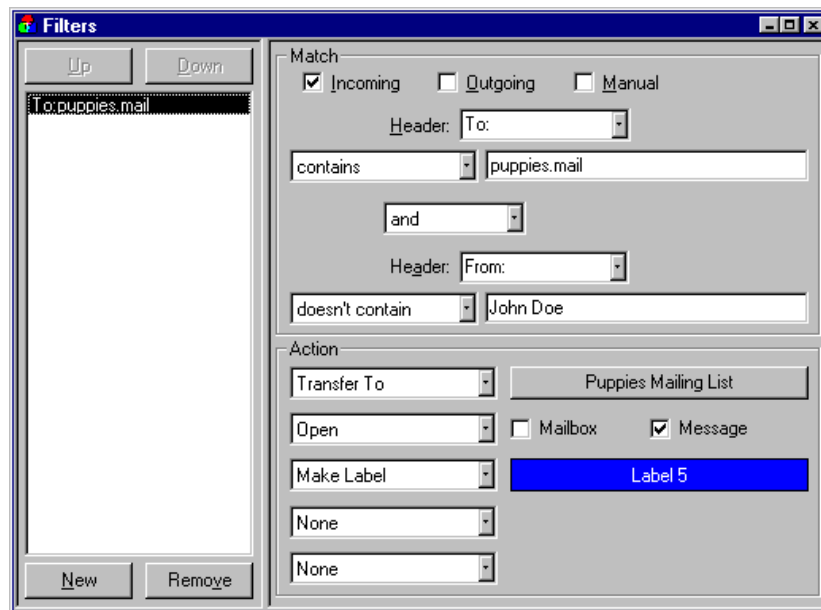 Filters
Up Down
To:puppies.mail
New Remove
Match
Incoming Outgoing Manual
Header: To:
contains puppies.mail
and
Header: From:
doesn't contain John Doe
Action
Transfer To Puppies Mailing List
Open Mailbox Message
Make Label Label 5
None
None